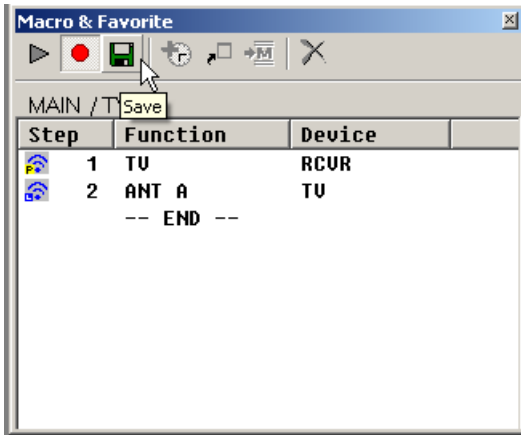 Macro & Favorite
MAIN / T
Save
Step Function Device
1 TV RCVR
2 ANT A TV
-- END --